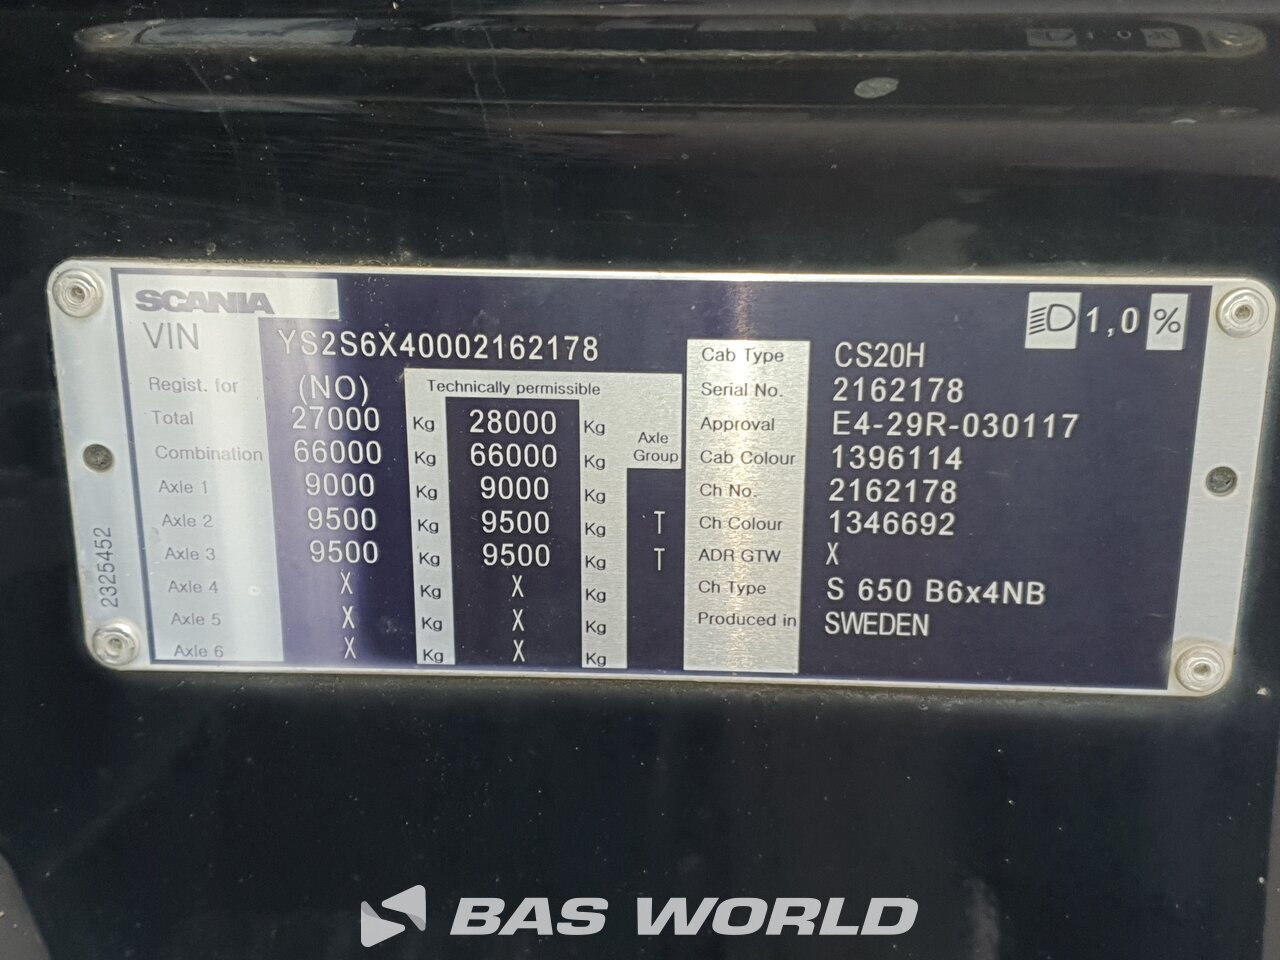 SCANIA
1,0 %
VIN YS2S6X40002162178
Regist. for (NO) Technically permissible
Total 27000 Kg 28000 Kg
Combination 66000 Kg 66000 Kg Axle Group
Axle 1 9000 Kg 9000 Kg
Axle 2 9500 Kg 9500 Kg T
Axle 3 9500 Kg 9500 Kg T
Axle 4 X Kg X Kg
Axle 5 X Kg X Kg
Axle 6 X Kg X Kg
Cab Type CS20H
Serial No. 2162178
Approval E4-29R-030117
Cab Colour 1396114
Ch No. 2162178
Ch Colour 1346692
ADR GTW X
Ch Type S 650 B6x4NB
Produced in SWEDEN
2325452
BAS WORLD